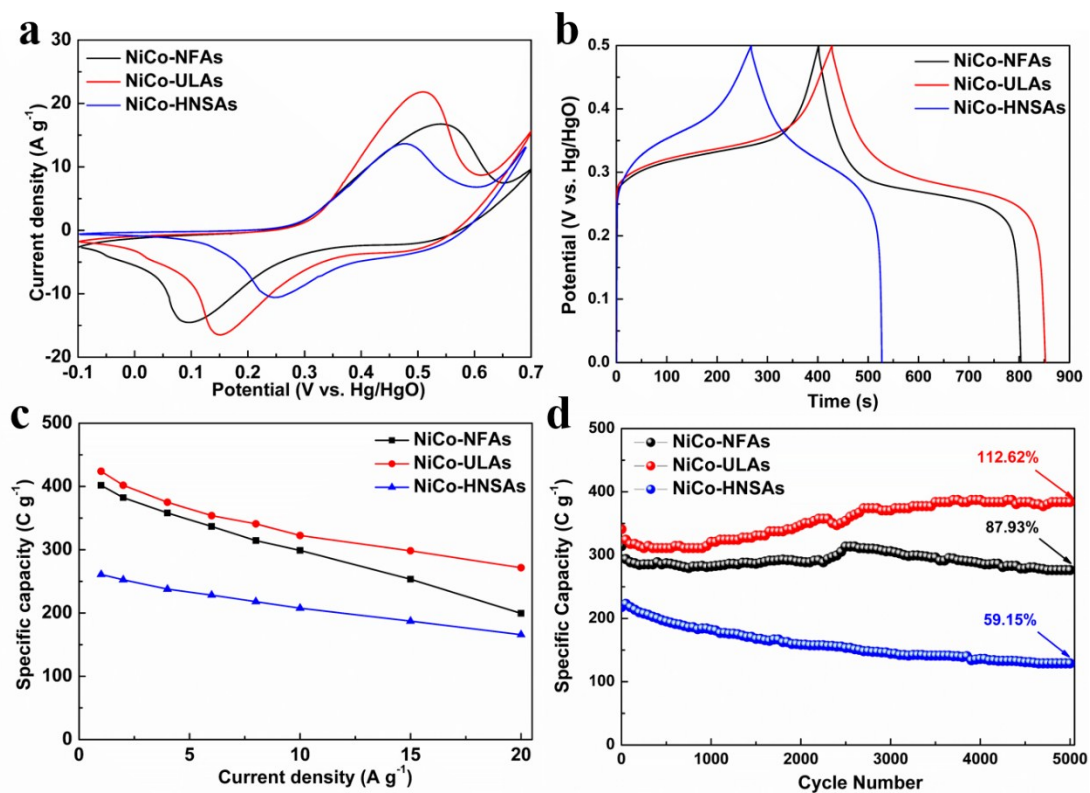 a
30
20
10
0
-10
-20
Current density (A g⁻¹)
NiCo-NFAs
NiCo-ULAs
NiCo-HNSAs
-0.1 0.0 0.1 0.2 0.3 0.4 0.5 0.6 0.7
Potential (V vs. Hg/HgO)
b
0.5
0.4
0.3
0.2
0.1
0.0
Potential (V vs. Hg/HgO)
NiCo-NFAs
NiCo-ULAs
NiCo-HNSAs
0 100 200 300 400 500 600 700 800 900
Time (s)
c
500
400
300
200
100
0
Specific capacity (C g⁻¹)
NiCo-NFAs
NiCo-ULAs
NiCo-HNSAs
0 5 10 15 20
Current density (A g⁻¹)
d
500
400
300
200
100
0
Specific Capacity (C g⁻¹)
NiCo-NFAs
NiCo-ULAs
NiCo-HNSAs
112.62%
87.93%
59.15%
0 1000 2000 3000 4000 5000
Cycle Number